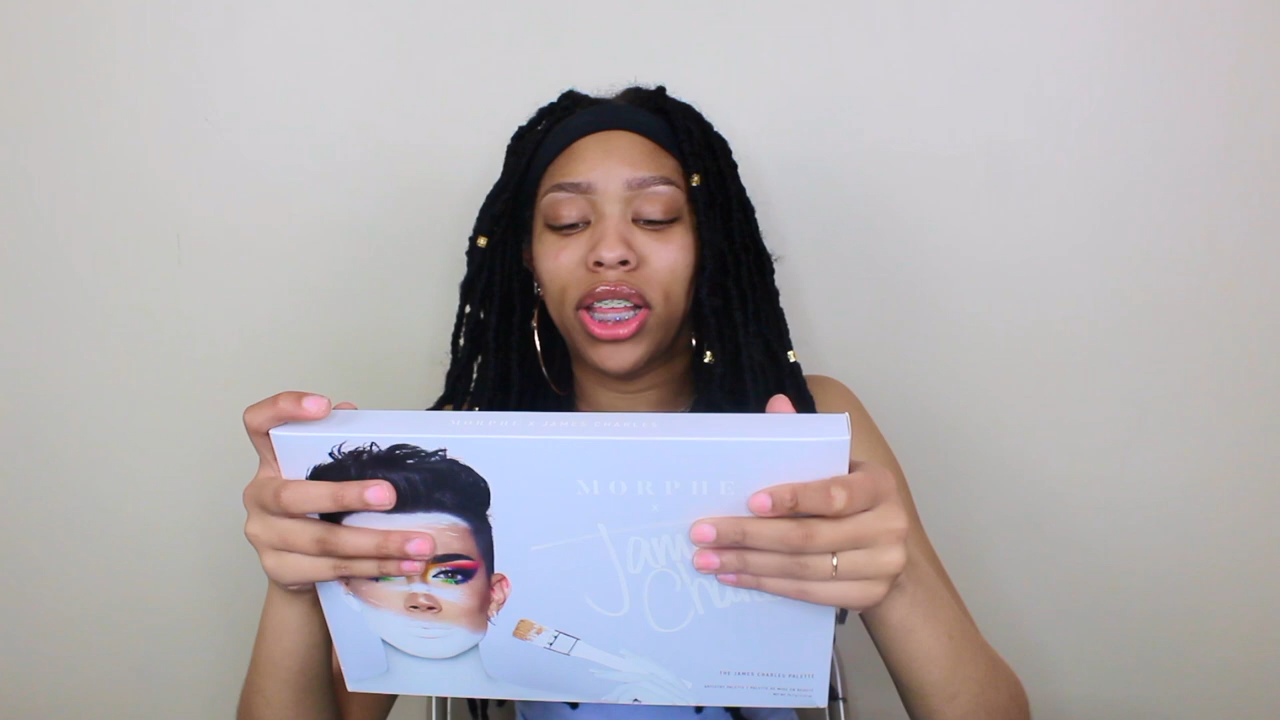 MORPHE X JAMES CHARLES
MORPHE
X
James
Charles
THE JAMES CHARLES PALETTE